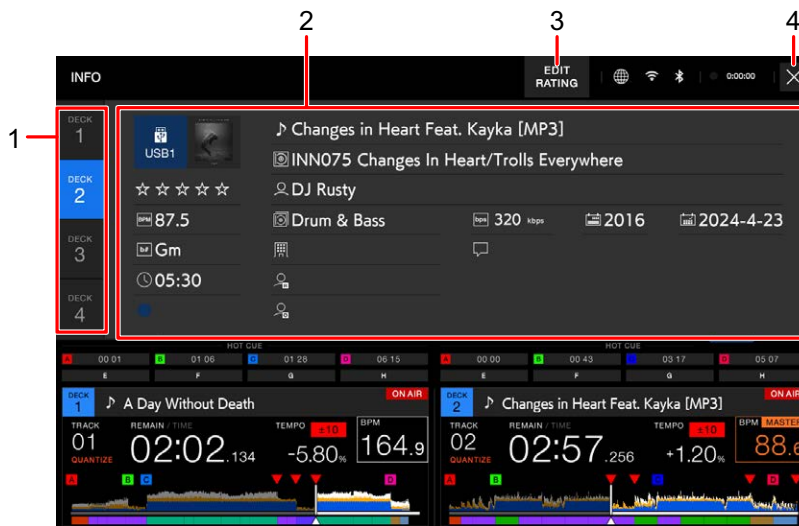 2 3 4
INFO EDIT RATING 0:00:00
1
DECK 1
DECK 2
DECK 3
DECK 4
USB1
Changes in Heart Feat. Kayka [MP3]
INN075 Changes In Heart/Trolls Everywhere
DJ Rusty
BPM 87.5 Drum & Bass bps 320 kbps 2016 2024-4-23
Gm
05:30
HOT CUE HOT CUE
A 00 01 B 01 06 C 01 28 D 06 15 A 00 00 B 00 43 03 17 D 05 07
E F G H E F G H
DECK 1 A Day Without Death ON AIR DECK 2 Changes in Heart Feat. Kayka [MP3] ON AIR
TRACK 01 QUANTIZE REMAIN / TIME 02:02.134 TEMPO ±10 -5.80% BPM 164.9 TRACK 02 QUANTIZE REMAIN / TIME 02:57.256 TEMPO ±10 +1.20% BPM MASTER 88.6
A B C D A B C D